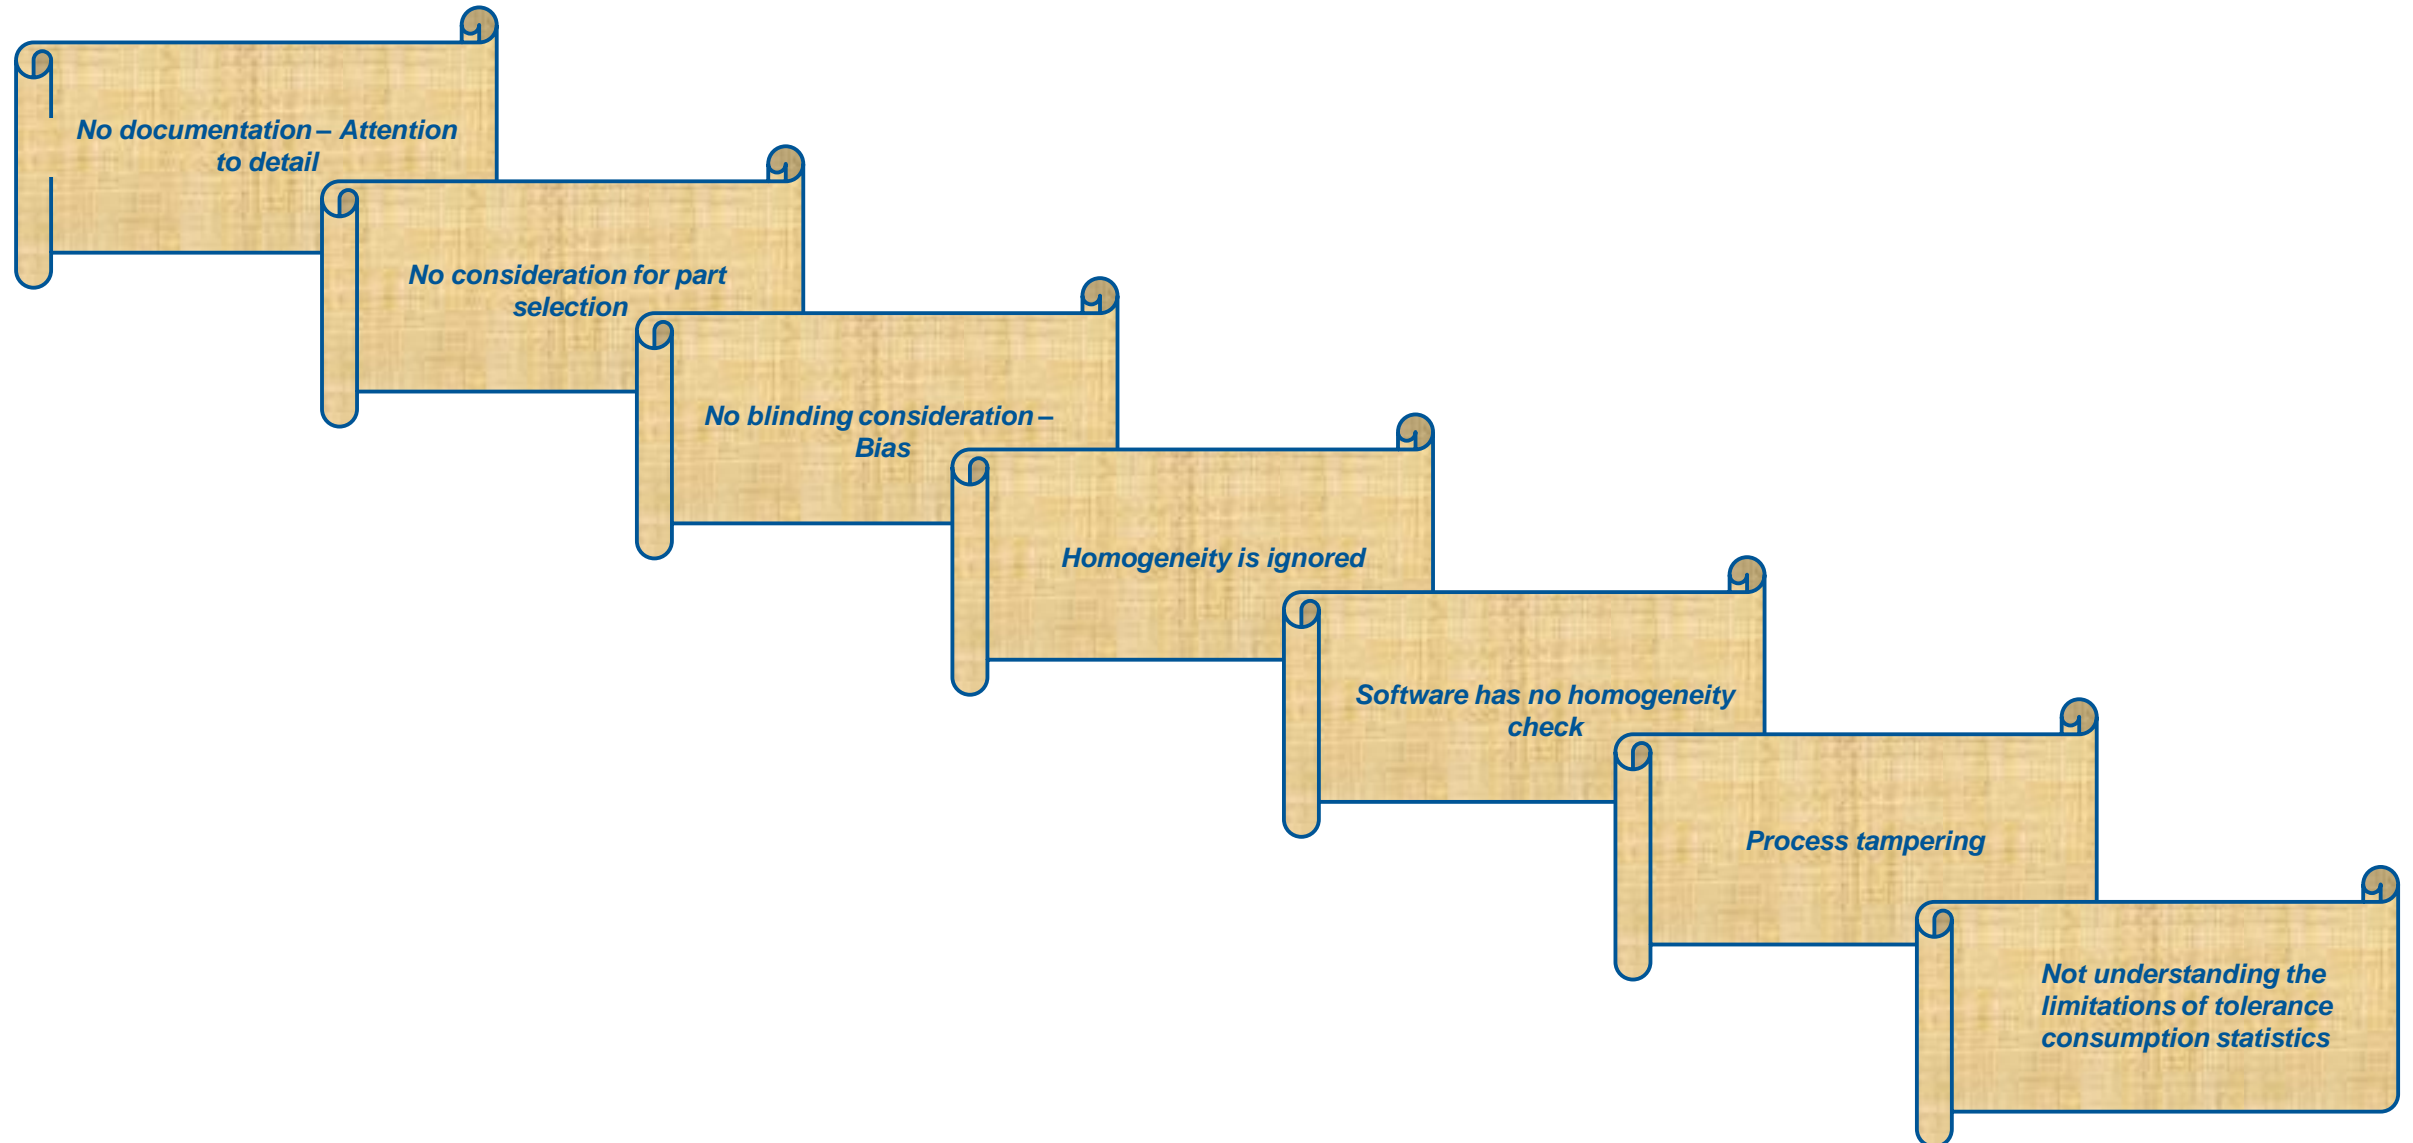 No documentation – Attention
to detail
No consideration for part
selection
No blinding consideration –
Bias
Homogeneity is ignored
Software has no homogeneity
check
Process tampering
Not understanding the
limitations of tolerance
consumption statistics